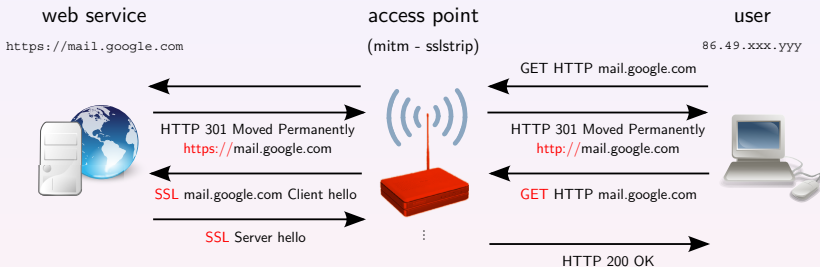 web service
access point
user
https://mail.google.com
(mitm - sslstrip)
86.49.xxx.yyy
GET HTTP mail.google.com
HTTP 301 Moved Permanently
https://mail.google.com
HTTP 301 Moved Permanently
http://mail.google.com
SSL mail.google.com Client hello
GET HTTP mail.google.com
SSL Server hello
⋮
HTTP 200 OK